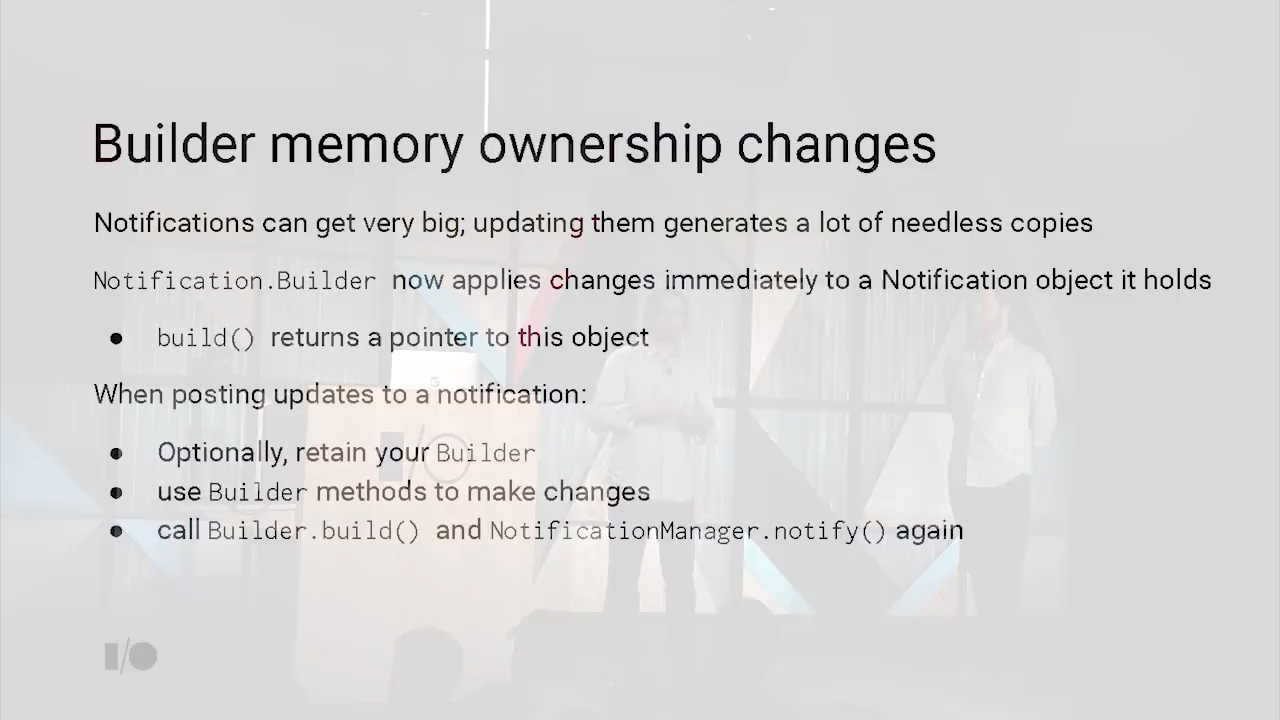 Builder memory ownership changes
Notifications can get very big; updating them generates a lot of needless copies
Notification.Builder now applies changes immediately to a Notification object it holds
● build() returns a pointer to this object
When posting updates to a notification:
● Optionally, retain your Builder
● use Builder methods to make changes
● call Builder.build() and NotificationManager.notify() again
I/O